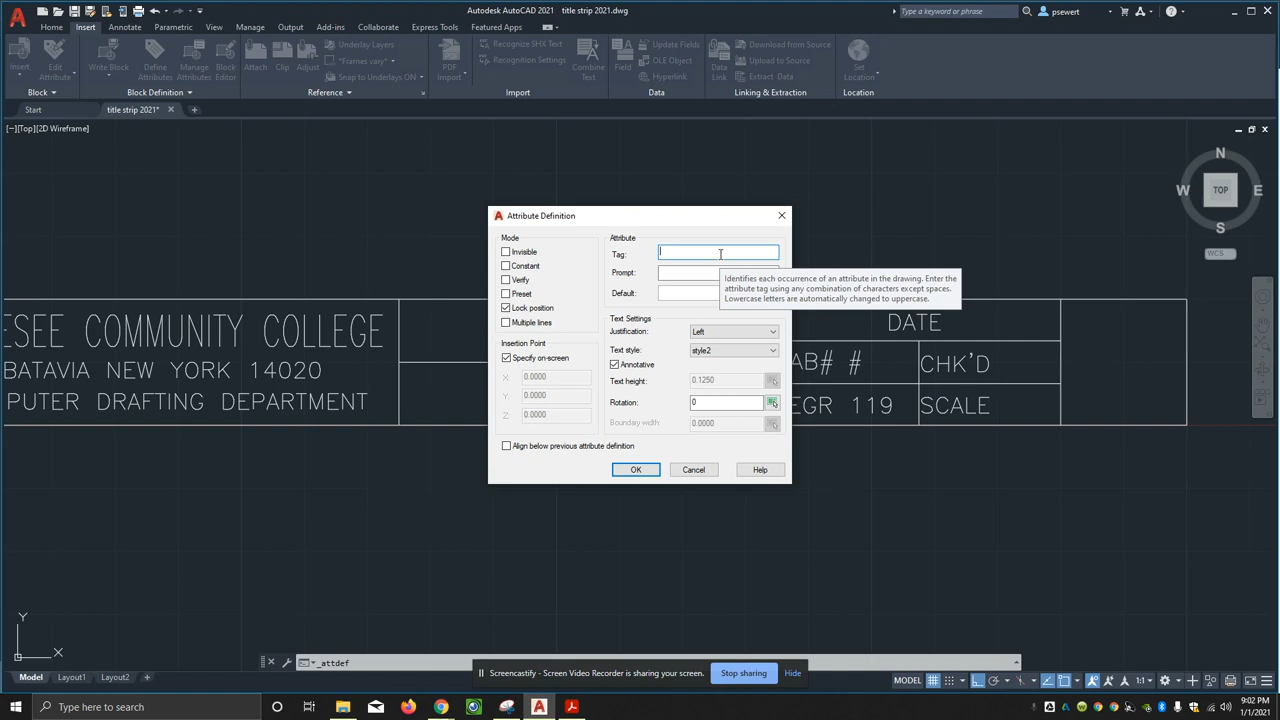 Autodesk AutoCAD 2021 title strip 2021.dwg
Type a keyword or phrase
psewert
Home Insert Annotate Parametric View Manage Output Add-ins Collaborate Express Tools Featured Apps
Insert
Edit Attribute
Write Block
Define Attributes
Manage Attributes
Block Editor
Attach
Clip
Adjust
Underlay Layers
*Frames vary*
Snap to Underlays ON
PDF Import
Recognize SHX Text
Recognition Settings
Combine Text
Field
Update Fields
OLE Object
Hyperlink
Data Link
Download from Source
Upload to Source
Extract Data
Set Location
Block Block Definition Reference Import Data Linking & Extraction Location
Start title strip 2021*
[−][Top][2D Wireframe]
N
W TOP E
S
WCS
Attribute Definition
Mode
Invisible
Constant
Verify
Preset
Lock position
Multiple lines
Insertion Point
Specify on-screen
X 0.0000
Y 0.0000
Z 0.0000
Align below previous attribute definition
Attribute
Tag:
Prompt:
Default:
Identifies each occurrence of an attribute in the drawing. Enter the
attribute tag using any combination of characters except spaces.
Lowercase letters are automatically changed to uppercase.
Text Settings
Justification: Left
Text style: style2
Annotative
Text height: 0.1250
Rotation: 0
Boundary width: 0.0000
OK Cancel Help
ESEE COMMUNITY COLLEGE
BATAVIA NEW YORK 14020
PUTER DRAFTING DEPARTMENT
DATE
AB# # CHK'D
EGR 119 SCALE
Y
X
_attdef
Screencastify - Screen Video Recorder is sharing your screen. Stop sharing Hide
Model Layout1 Layout2
MODEL 1:1
Type here to search
9:02 PM
1/1/2021